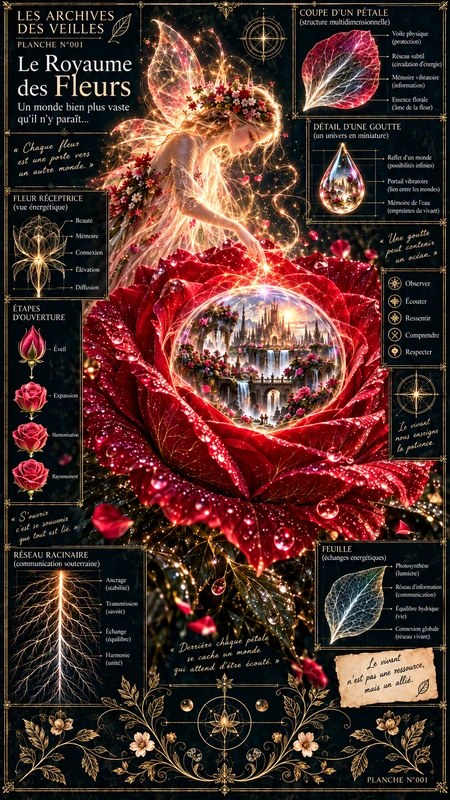 LES ARCHIVES
DES VEILLES
PLANCHE N°001
Le Royaume
des Fleurs
Un monde bien plus vaste
qu'il n'y paraît...
« Chaque fleur
est une porte vers
un autre monde. »
FLEUR RÉCEPTRICE
(vue énergétique)
Beauté
Mémoire
Connexion
Élévation
Diffusion
ÉTAPES
D'OUVERTURE
Éveil
Expansion
Harmonisation
Rayonnement
« S'ouvrir
c'est se souvenir
que tout est lié. »
RÉSEAU RACINAIRE
(communication souterraine)
Ancrage
(stabilité)
Transmission
(savoir)
Échange
(équilibre)
Harmonie
(unité)
COUPE D'UN PÉTALE
(structure multidimensionnelle)
Voile physique
(protection)
Réseau subtil
(circulation d'énergie)
Mémoire vibratoire
(information)
Essence florale
(âme de la fleur)
DÉTAIL D'UNE GOUTTE
(un univers en miniature)
Reflet d'un monde
(possibilités infinies)
Portail vibratoire
(lien entre les mondes)
Mémoire de l'eau
(empreintes du vivant)
« Une goutte
peut contenir
un océan. »
Observer
Écouter
Ressentir
Comprendre
Respecter
Le vivant
nous enseigne
la patience.
FEUILLE
(échanges énergétiques)
Photosynthèse
(lumière)
Réseau d'information
(communication)
Équilibre hydrique
(vie)
Connexion globale
(réseau vivant)
« Derrière chaque pétale
se cache un monde
qui attend d'être écouté. »
Le vivant
n'est pas une ressource,
mais un allié.
PLANCHE N°001